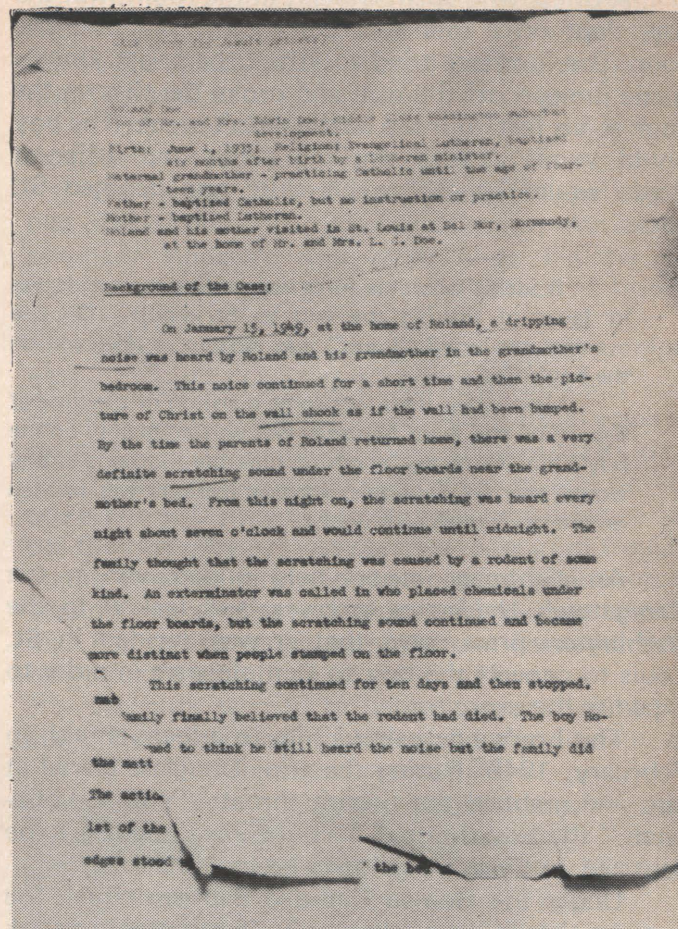 for Jesuit priests)
and Doe
of Mr. and Mrs. Edwin Doe, middle class Washington suburban
development.
Birth: June 1, 1935; Religion: Evangelical Lutheran, baptized
six months after birth by a Lutheran minister.
Maternal grandmother - practicing Catholic until the age of four-
teen years.
Father - baptized Catholic, but no instruction or practice.
Mother - baptized Lutheran.
Roland and his mother visited in St. Louis at Bel Nor, Normandy,
at the home of Mr. and Mrs. L. Doe.
Background of the Case:
On January 15, 1949, at the home of Roland, a dripping
noise was heard by Roland and his grandmother in the grandmother's
bedroom. This noice continued for a short time and then the pic-
ture of Christ on the wall shook as if the wall had been bumped.
By the time the parents of Roland returned home, there was a very
definite scratching sound under the floor boards near the grand-
mother's bed. From this night on, the scratching was heard every
night about seven o'clock and would continue until midnight. The
family thought that the scratching was caused by a rodent of some
kind. An exterminator was called in who placed chemicals under
the floor boards, but the scratching sound continued and became
more distinct when people stamped on the floor.
This scratching continued for ten days and then stopped.
mab
amily finally believed that the rodent had died. The boy Ro-
med to think he still heard the noise but the family did
the matt
The actio
let of the
edges stood
the bed